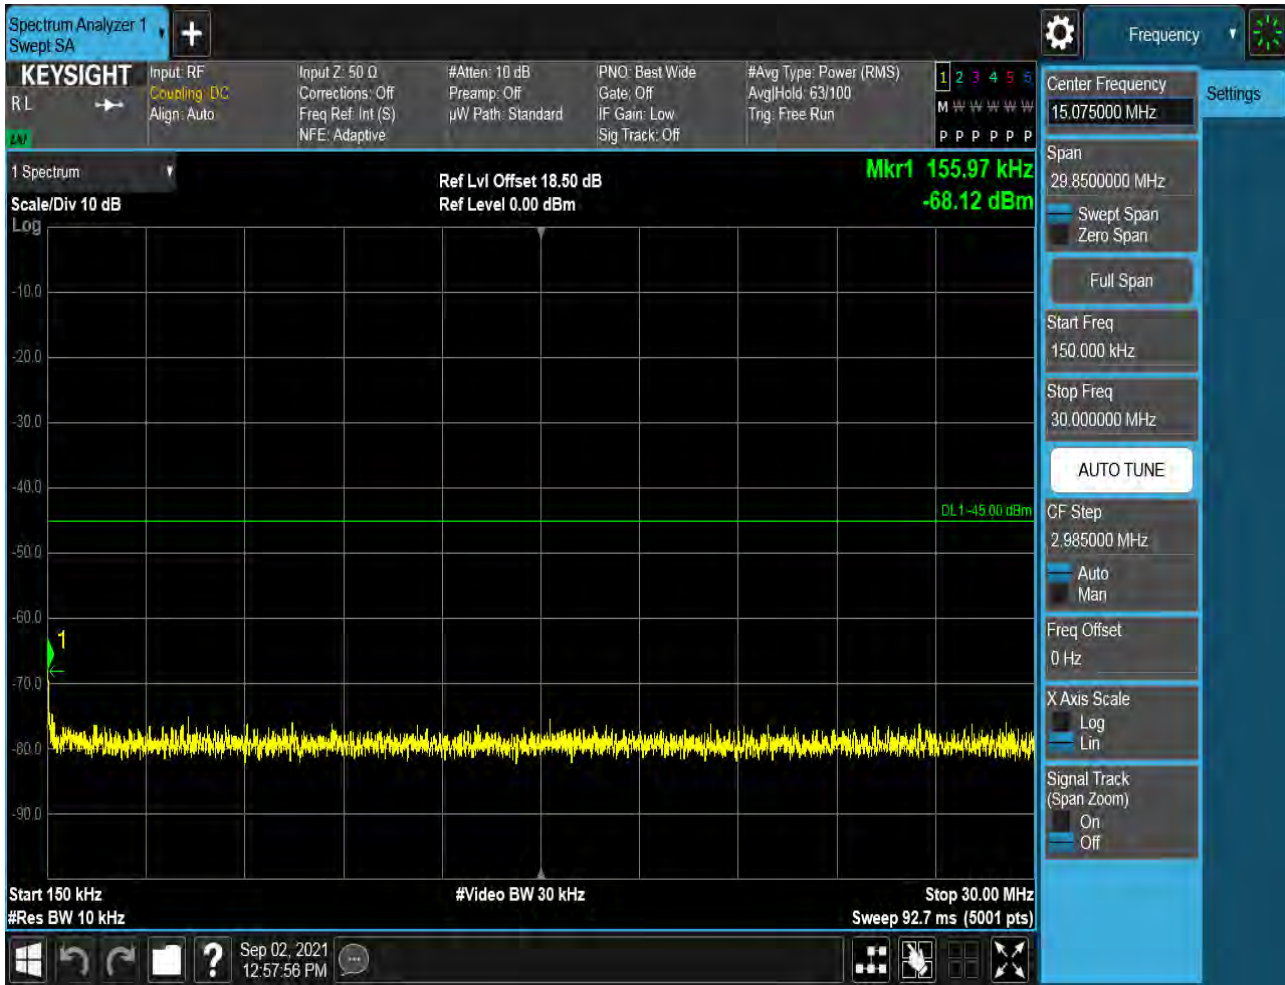 Spectrum Analyzer 1
Swept SA
Frequency
KEYSIGHT
R L
LXI
Input: RF
Coupling: DC
Align: Auto
Input Z: 50 Ω
Corrections: Off
Freq Ref: Int (S)
NFE: Adaptive
#Atten: 10 dB
Preamp: Off
µW Path: Standard
PNO: Best Wide
Gate: Off
IF Gain: Low
Sig Track: Off
#Avg Type: Power (RMS)
Avg|Hold: 63/100
Trig: Free Run
1 2 3 4 5 6
M W W W W W
P P P P P P
1 Spectrum
Scale/Div 10 dB
Log
Ref Lvl Offset 18.50 dB
Ref Level 0.00 dBm
Mkr1 155.97 kHz
-68.12 dBm
-10.0
-20.0
-30.0
-40.0
DL1 -45.00 dBm
-50.0
-60.0
1
-70.0
-80.0
-90.0
Start 150 kHz
#Res BW 10 kHz
#Video BW 30 kHz
Stop 30.00 MHz
Sweep 92.7 ms (5001 pts)
Sep 02, 2021
12:57:56 PM
Center Frequency
15.075000 MHz
Settings
Span
29.8500000 MHz
Swept Span
Zero Span
Full Span
Start Freq
150.000 kHz
Stop Freq
30.000000 MHz
AUTO TUNE
CF Step
2.985000 MHz
Auto
Man
Freq Offset
0 Hz
X Axis Scale
Log
Lin
Signal Track
(Span Zoom)
On
Off